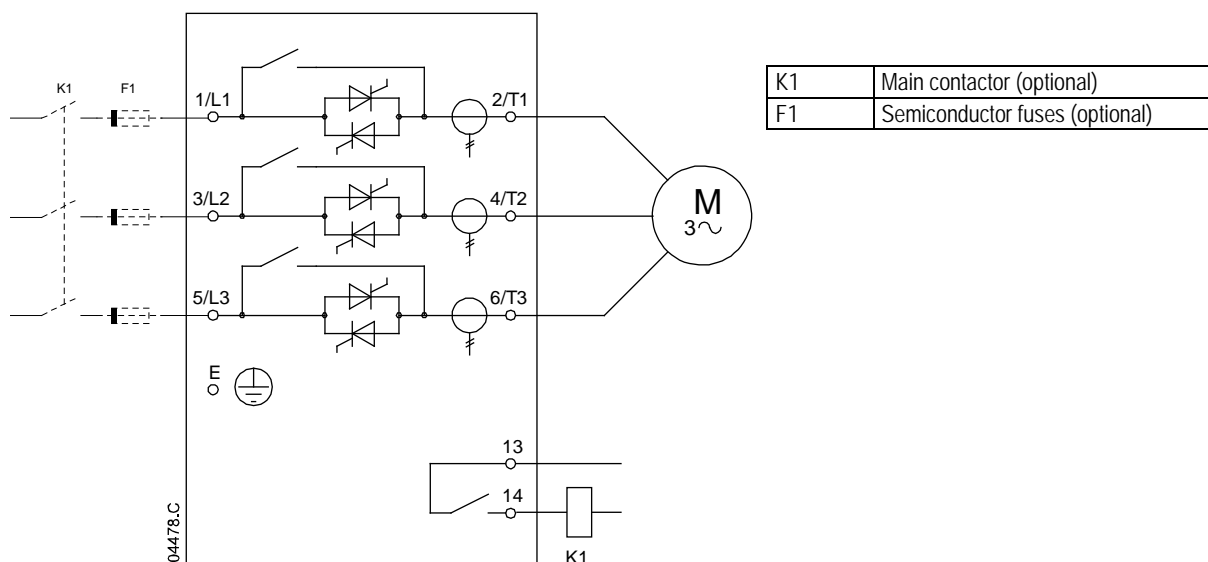 K1 F1
1/L1 2/T1
3/L2 4/T2
5/L3 6/T3
M
3~
E
13
14
K1
04478.C
K1 Main contactor (optional)
F1 Semiconductor fuses (optional)